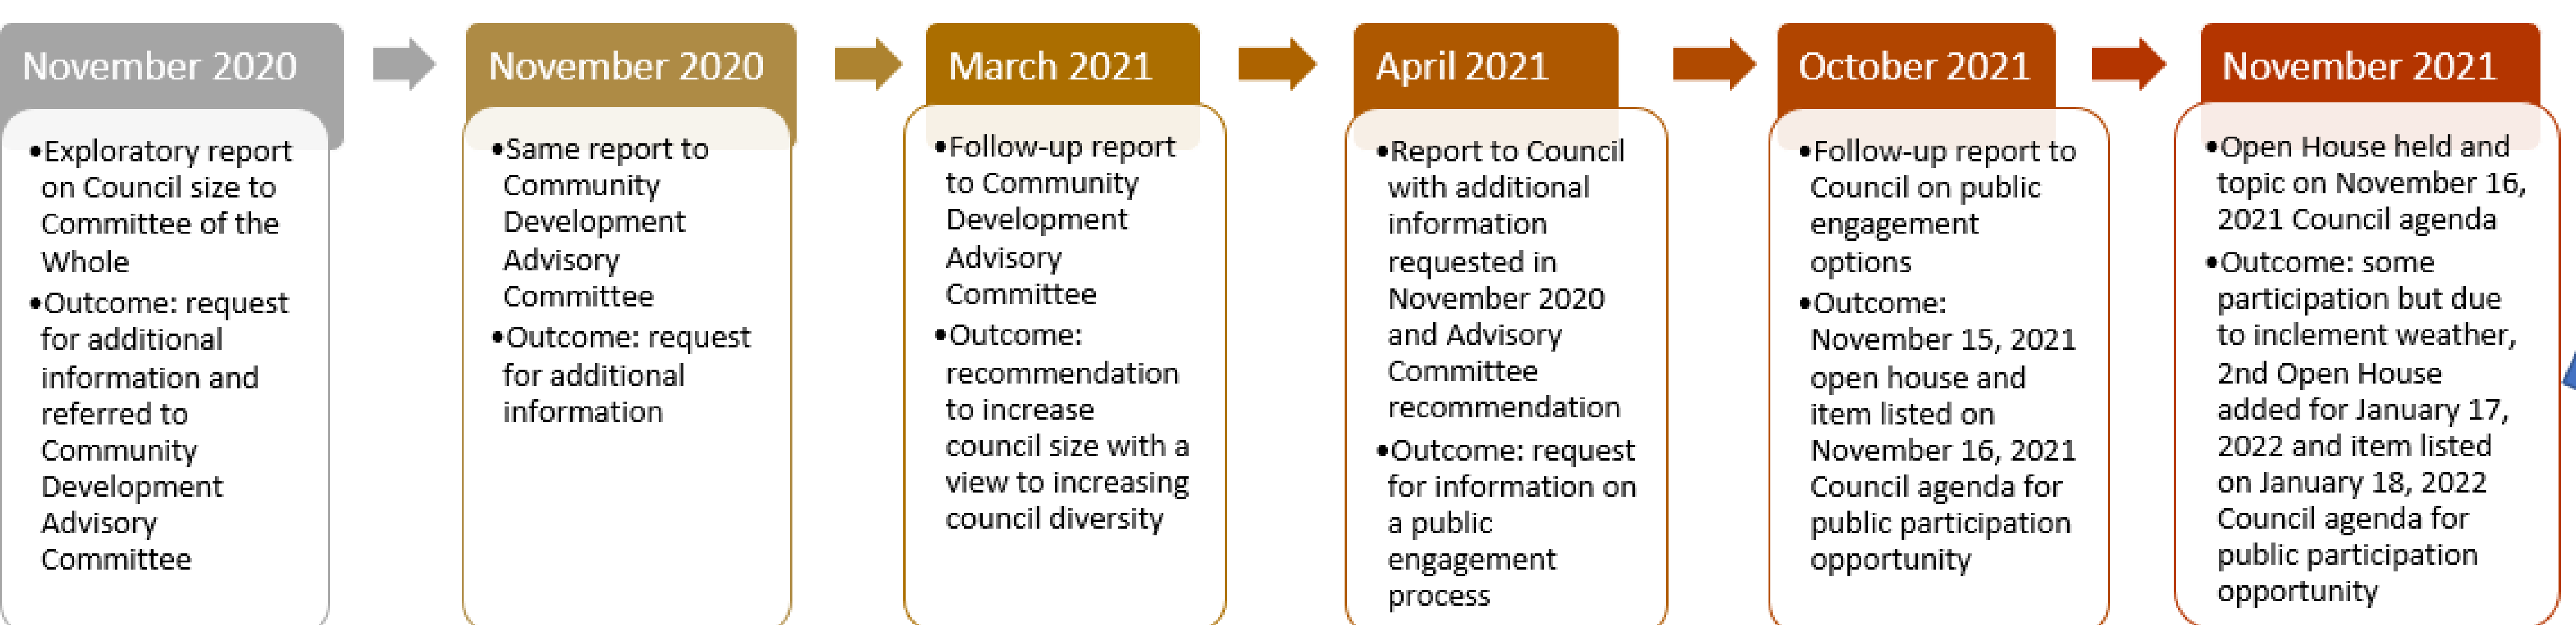 November 2020
•Exploratory report
on Council size to
Committee of the
Whole
•Outcome: request
for additional
information and
referred to
Community
Development
Advisory
Committee
November 2020
•Same report to
Community
Development
Advisory
Committee
•Outcome: request
for additional
information
March 2021
•Follow-up report
to Community
Development
Advisory
Committee
•Outcome:
recommendation
to increase
council size with a
view to increasing
council diversity
April 2021
•Report to Council
with additional
information
requested in
November 2020
and Advisory
Committee
recommendation
•Outcome: request
for information on
a public
engagement
process
October 2021
•Follow-up report to
Council on public
engagement
options
•Outcome:
November 15, 2021
open house and
item listed on
November 16, 2021
Council agenda for
public participation
opportunity
November 2021
•Open House held and
topic on November 16,
2021 Council agenda
•Outcome: some
participation but due
to inclement weather,
2nd Open House
added for January 17,
2022 and item listed
on January 18, 2022
Council agenda for
public participation
opportunity